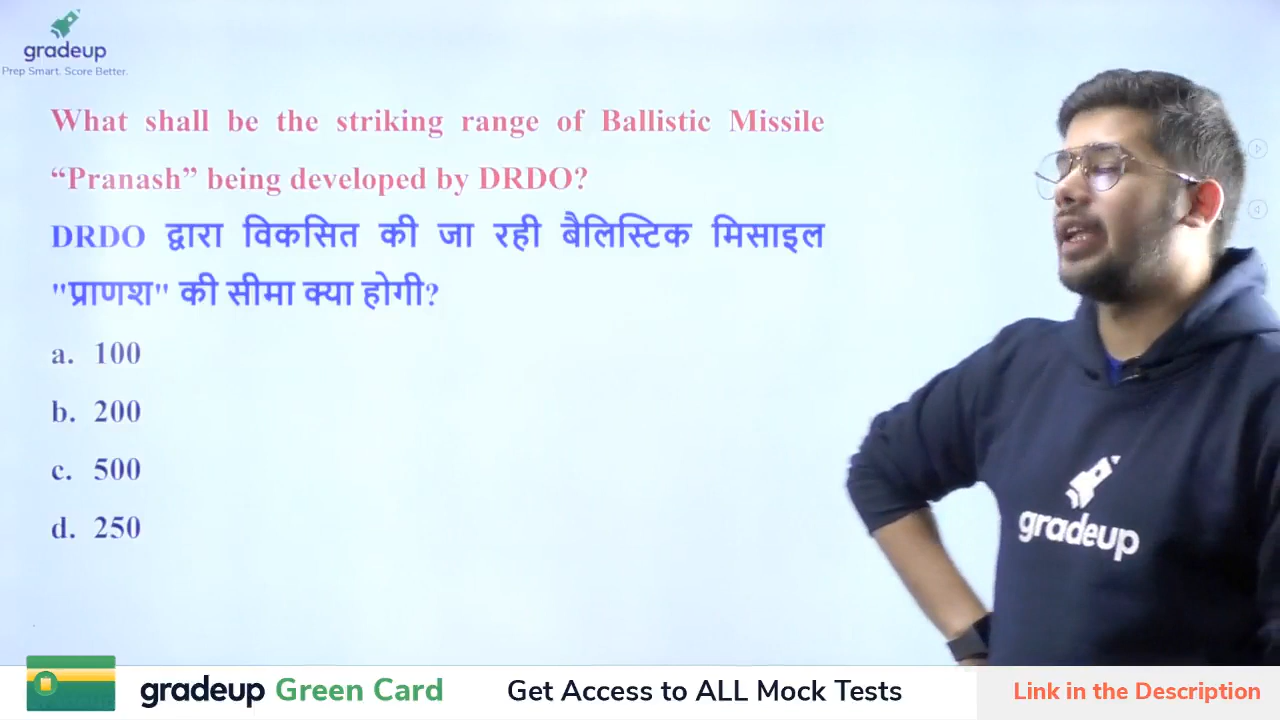 gradeup
Prep Smart. Score Better.
What shall be the striking range of Ballistic Missile
“Pranash” being developed by DRDO?
DRDO द्वारा विकसित की जा रही बैलिस्टिक मिसाइल
"प्राणश" की सीमा क्या होगी?
a. 100
b. 200
c. 500
d. 250
gradeup
gradeup Green Card
Get Access to ALL Mock Tests
Link in the Description